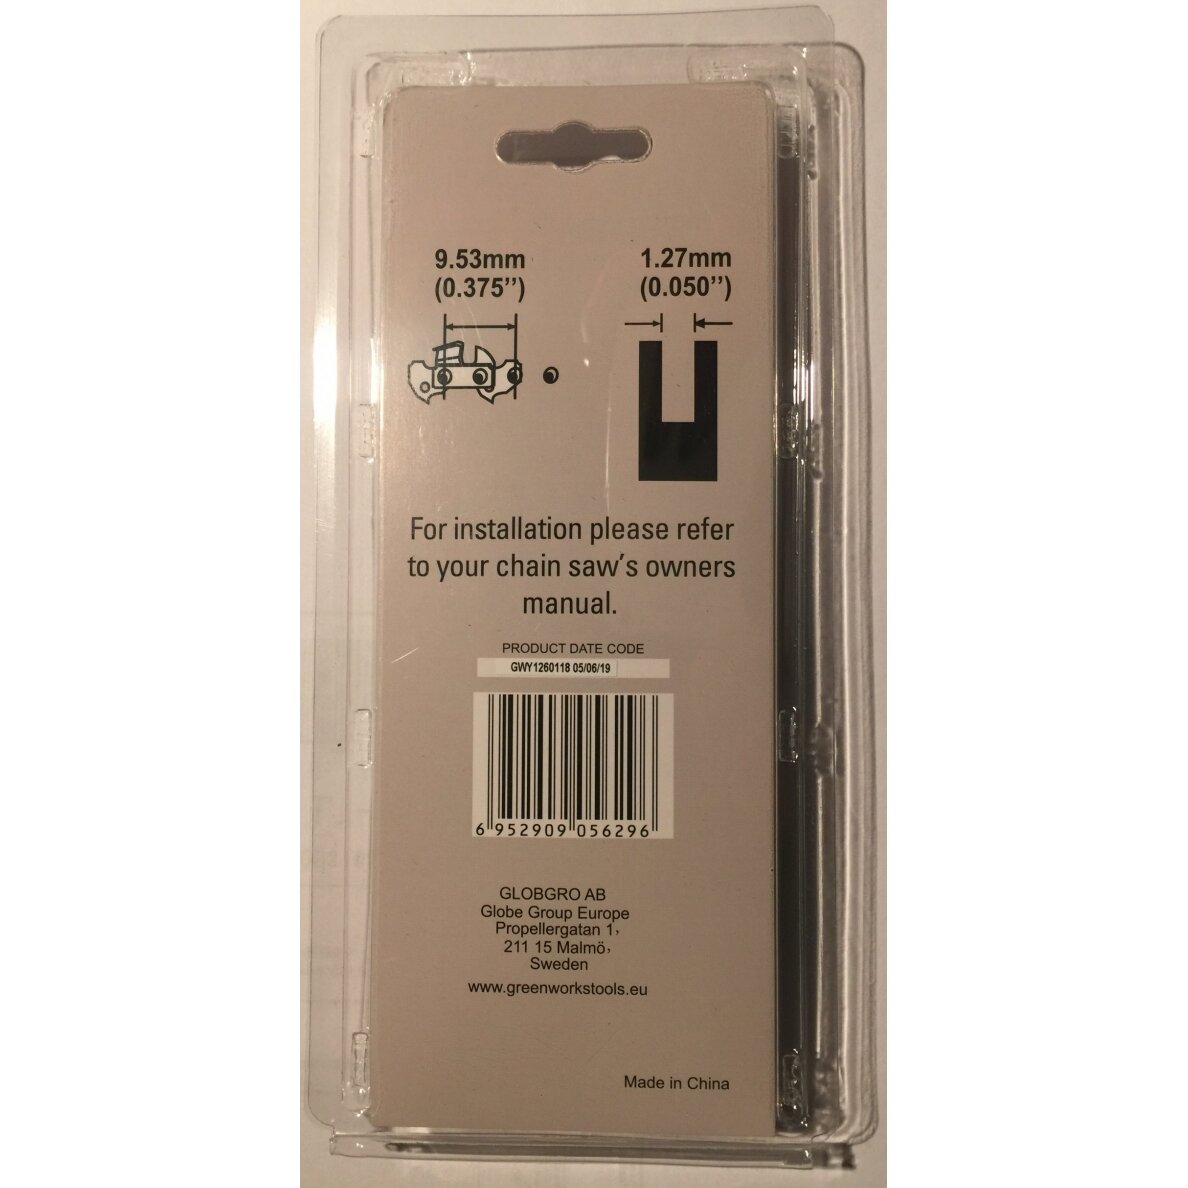 9.53mm
(0.375’’)
1.27mm
(0.050’’)
For installation please refer
to your chain saw’s owners
manual.
PRODUCT DATE CODE
GWY1260118 05/06/19
6 952909 056296
GLOBGRO AB
Globe Group Europe
Propellergatan 1,
211 15 Malmö,
Sweden
www.greenworkstools.eu
Made in China